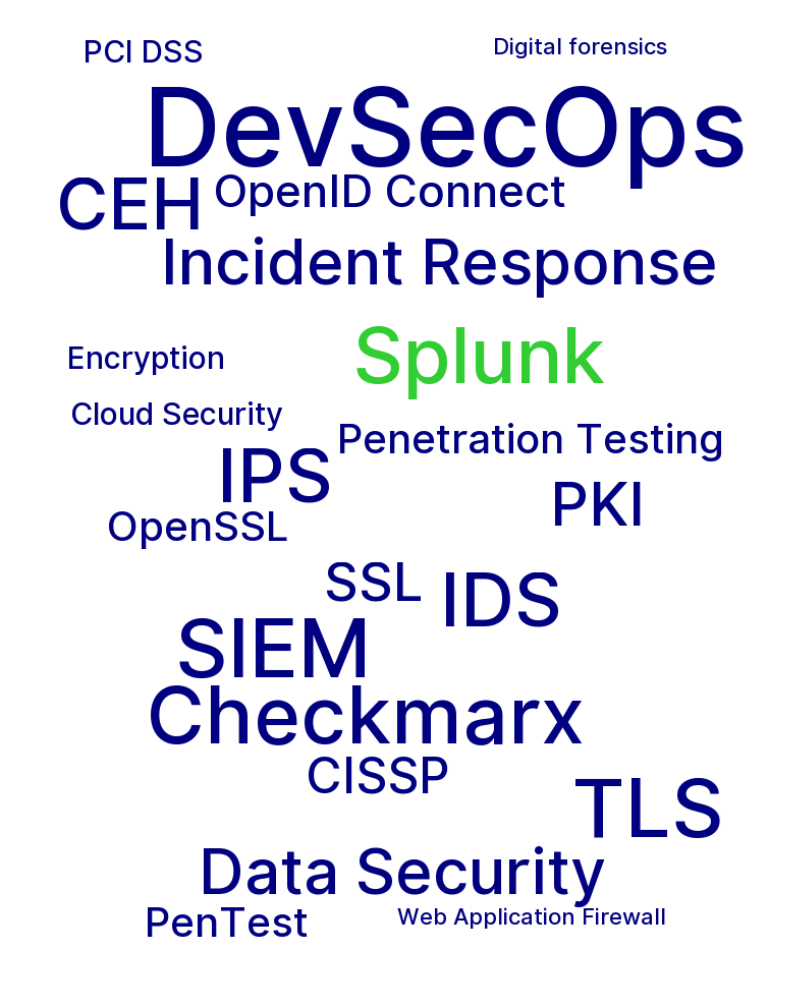 PCI DSS
Digital forensics
DevSecOps
CEH
OpenID Connect
Incident Response
Splunk
Encryption
Cloud Security
Penetration Testing
IPS
PKI
OpenSSL
SSL
IDS
SIEM
Checkmarx
CISSP
TLS
Data Security
PenTest
Web Application Firewall